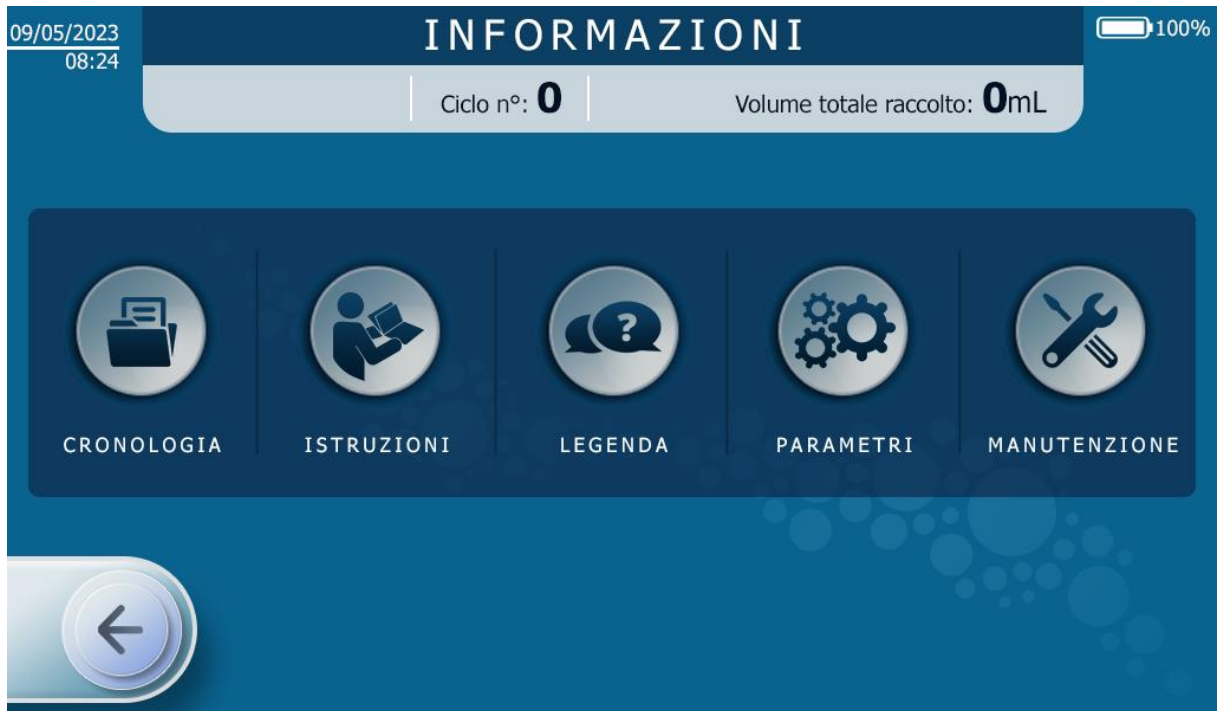 09/05/2023
08:24
INFORMAZIONI
100%
Ciclo n°: 0
Volume totale raccolto: 0mL
?
CRONOLOGIA
ISTRUZIONI
LEGENDA
PARAMETRI
MANUTENZIONE